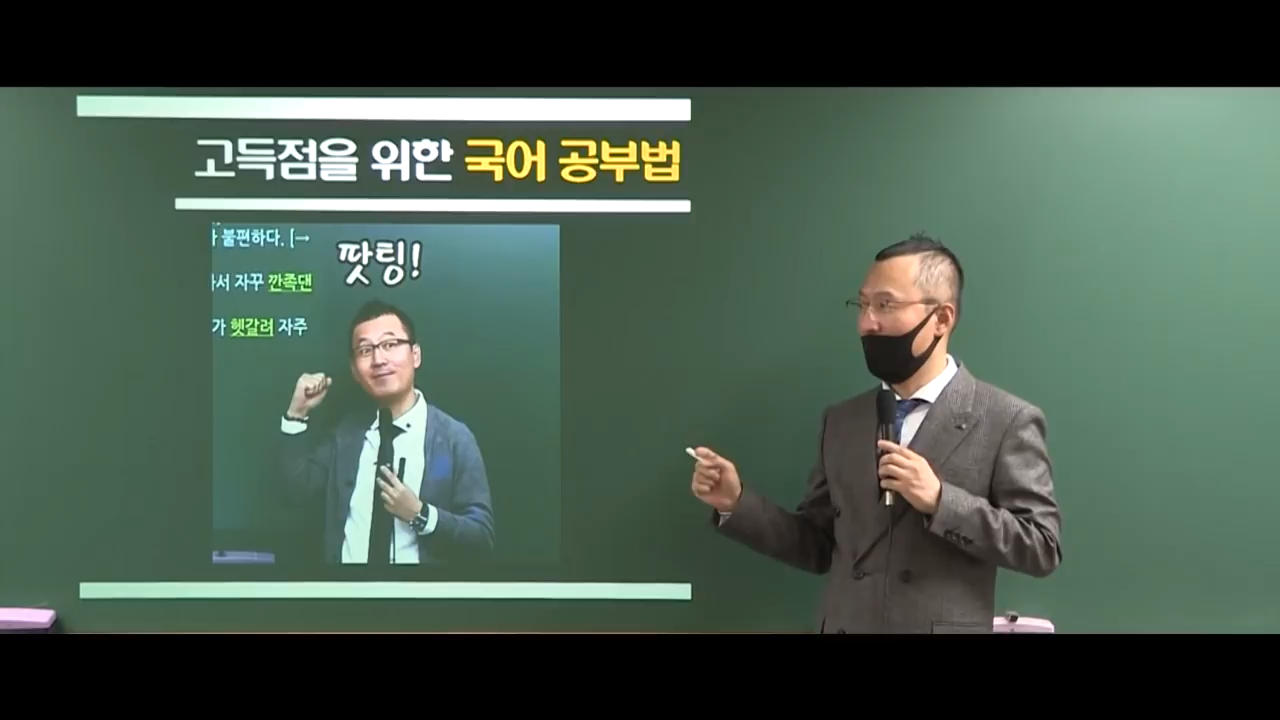 고득점을 위한 국어 공부법
불편하다. [→
팟팅!
서 자꾸 깐족댄
가 헷갈려 자주